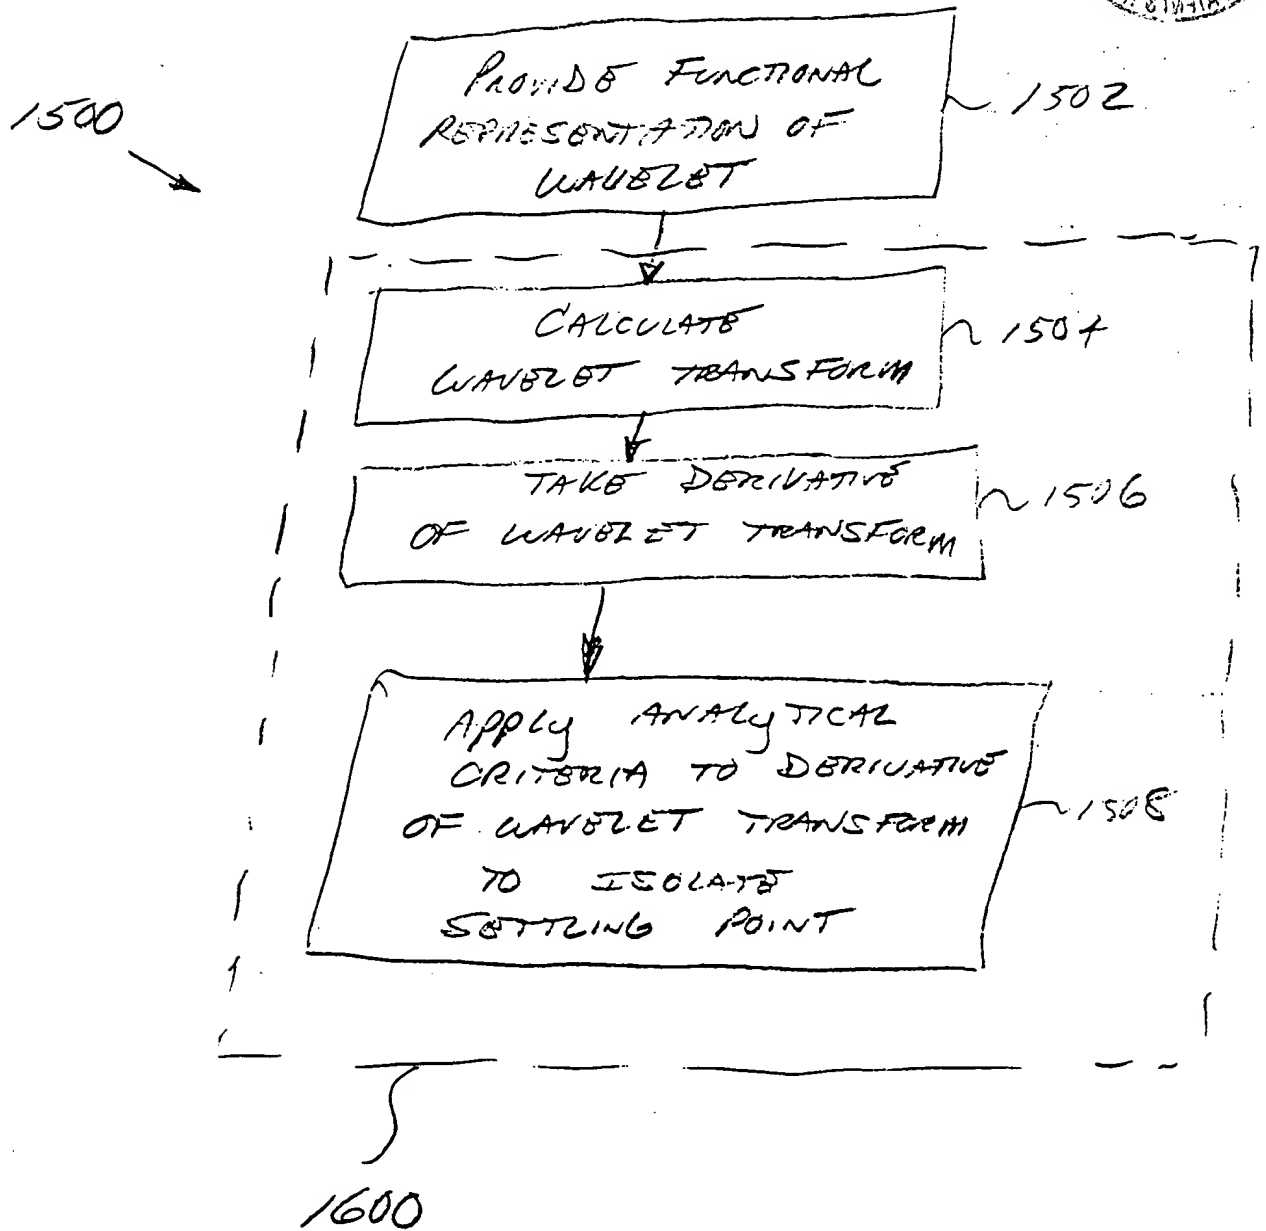 PROVIDE FUNCTIONAL
REPRESENTATION OF
WAVELET
1502
1500
CALCULATE
WAVELET TRANSFORM
1504
TAKE DERIVATIVE
OF WAVELET TRANSFORM
1506
APPLY ANALYTICAL
CRITERIA TO DERIVATIVE
OF WAVELET TRANSFORM
TO ISOLATE
SETTLING POINT
1508
1600